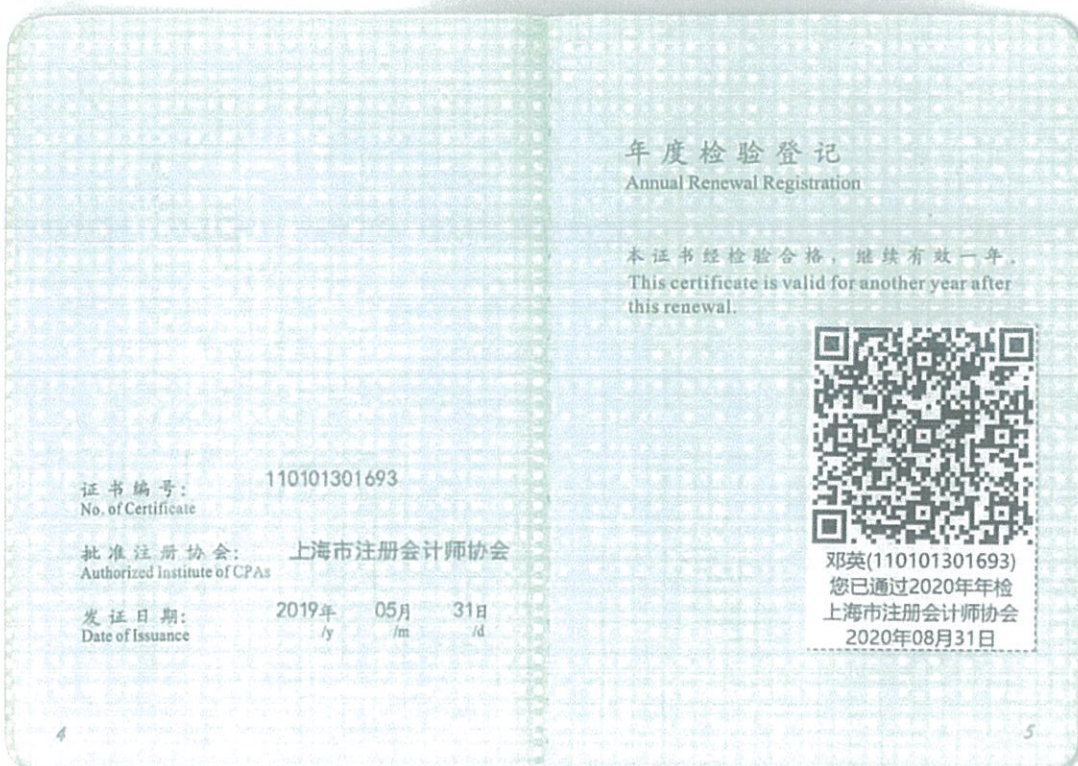 证书编号: 110101301693
No. of Certificate
批准注册协会: 上海市注册会计师协会
Authorized Institute of CPAs
发证日期: 2019年 05月 31日
Date of Issuance /y /m /d
4
年度检验登记
Annual Renewal Registration
本证书经检验合格，继续有效一年。
This certificate is valid for another year after
this renewal.
邓英(110101301693)
您已通过2020年年检
上海市注册会计师协会
2020年08月31日
5